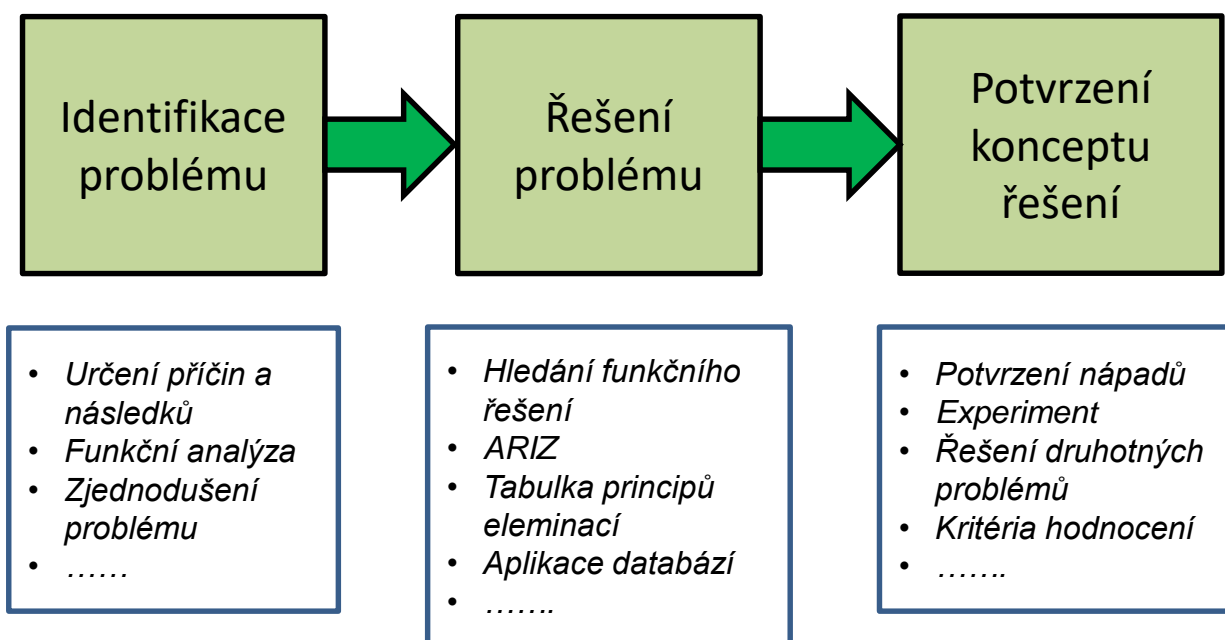 Identifikace
problému
Řešení
problému
Potvrzení
konceptu
řešení
• Určení příčin a
následků
• Funkční analýza
• Zjednodušení
problému
• ……
• Hledání funkčního
řešení
• ARIZ
• Tabulka principů
eleminací
• Aplikace databází
• …….
• Potvrzení nápadů
• Experiment
• Řešení druhotných
problémů
• Kritéria hodnocení
• …….